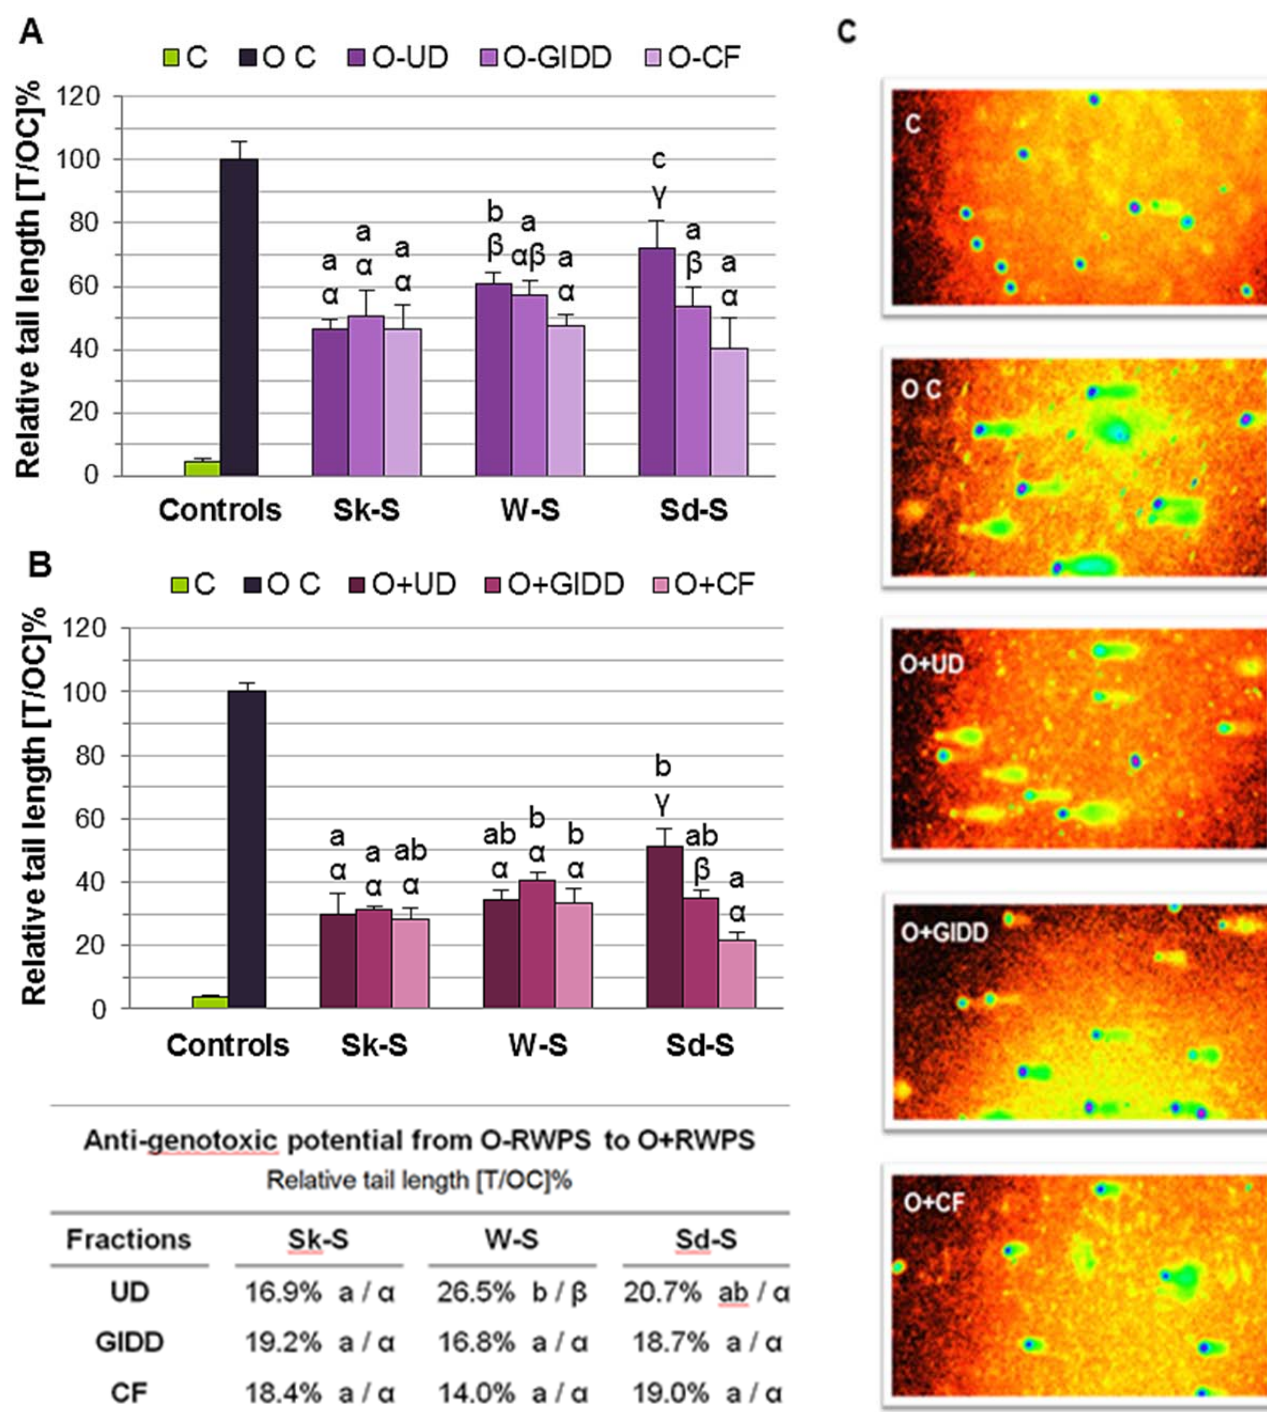 A
C O C O-UD O-GIDD O-CF
Relative tail length [T/OC]%
120
100
80
60
40
20
0
a
α
a
α
a
α
b
β
a
αβ
a
α
c
γ
a
β
a
α
Controls Sk-S W-S Sd-S
B
C O C O+UD O+GIDD O+CF
Relative tail length [T/OC]%
120
100
80
60
40
20
0
a
α
a
α
ab
α
ab
α
b
α
b
α
b
γ
ab
β
a
α
Controls Sk-S W-S Sd-S
Anti-genotoxic potential from O-RWPS to O+RWPS
Relative tail length [T/OC]%
Fractions Sk-S W-S Sd-S
UD 16.9% a / α 26.5% b / β 20.7% ab / α
GIDD 19.2% a / α 16.8% a / α 18.7% a / α
CF 18.4% a / α 14.0% a / α 19.0% a / α
C
C
O C
O+UD
O+GIDD
O+CF